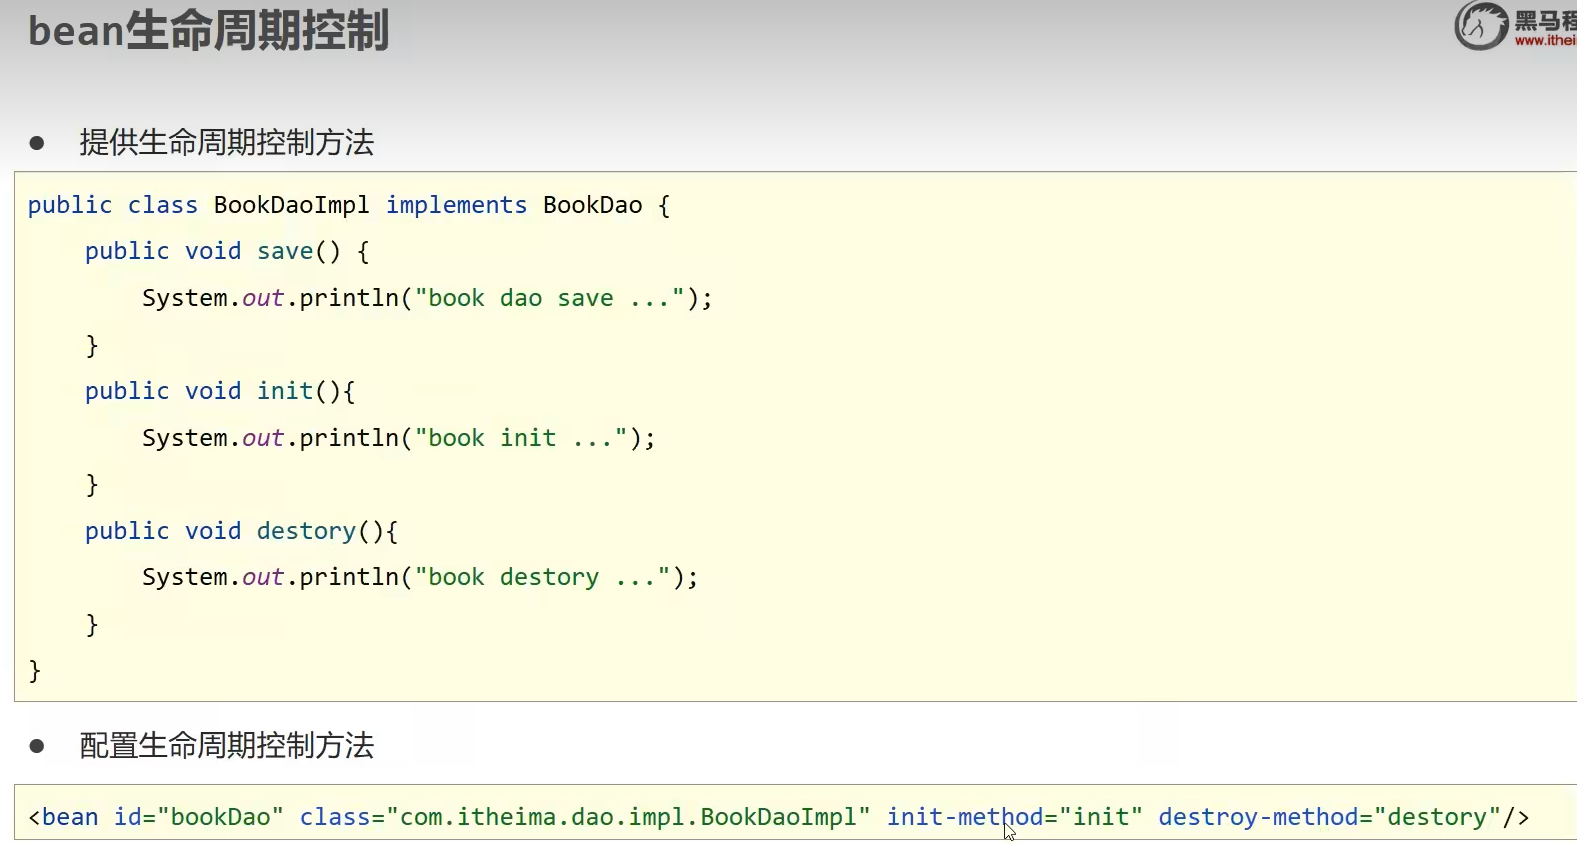 bean生命周期控制
黑马程
www.ithei
● 提供生命周期控制方法
public class BookDaoImpl implements BookDao {
    public void save() {
        System.out.println("book dao save ...");
    }
    public void init(){
        System.out.println("book init ...");
    }
    public void destory(){
        System.out.println("book destory ...");
    }
}
● 配置生命周期控制方法
<bean id="bookDao" class="com.itheima.dao.impl.BookDaoImpl" init-method="init" destroy-method="destory"/>